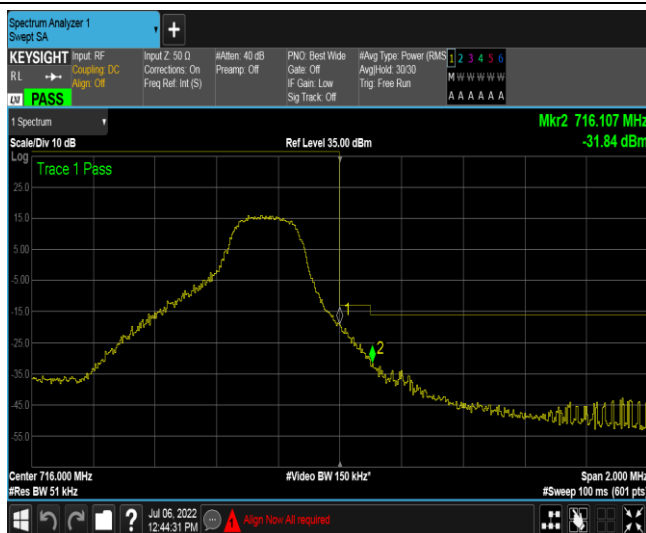 Spectrum Analyzer 1
Swept SA
+
KEYSIGHT
RL
LXI PASS
Input: RF
Coupling: DC
Align: Off
Input Z: 50 Ω
Corrections: On
Freq Ref: Int (S)
#Atten: 40 dB
Preamp: Off
PNO: Best Wide
Gate: Off
IF Gain: Low
Sig Track: Off
#Avg Type: Power (RMS
Avg|Hold: 30/30
Trig: Free Run
1 2 3 4 5 6
M W W W W W
A A A A A A
1 Spectrum
Scale/Div 10 dB
Ref Level 35.00 dBm
Mkr2 716.107 MHz
-31.84 dBm
Log
Trace 1 Pass
25.0
15.0
5.00
-5.00
-15.0
-25.0
-35.0
-45.0
-55.0
1
2
Center 716.000 MHz
#Res BW 51 kHz
#Video BW 150 kHz*
Span 2.000 MHz
#Sweep 100 ms (601 pts)
?
Jul 06, 2022
12:44:31 PM
1
Align Now All required